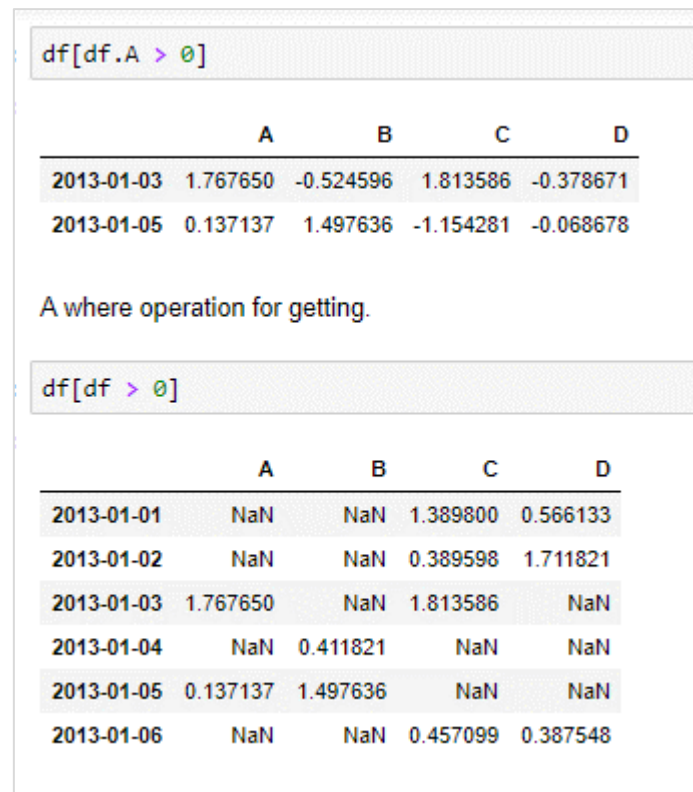 df[df.A > 0]
A B C D
2013-01-03 1.767650 -0.524596 1.813586 -0.378671
2013-01-05 0.137137 1.497636 -1.154281 -0.068678
A where operation for getting.
df[df > 0]
A B C D
2013-01-01 NaN NaN 1.389800 0.566133
2013-01-02 NaN NaN 0.389598 1.711821
2013-01-03 1.767650 NaN 1.813586 NaN
2013-01-04 NaN 0.411821 NaN NaN
2013-01-05 0.137137 1.497636 NaN NaN
2013-01-06 NaN NaN 0.457099 0.387548